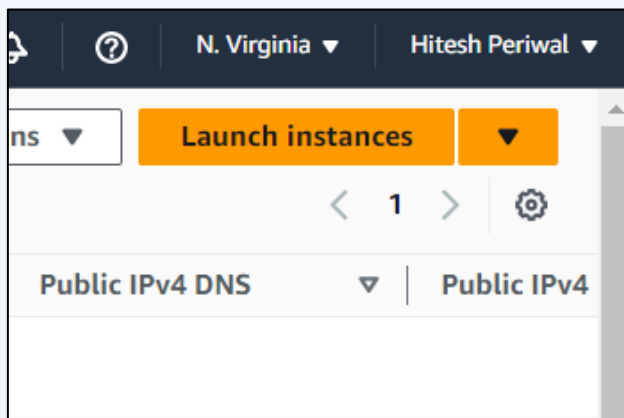 N. Virginia ▼ Hitesh Periwal ▼
ns ▼ Launch instances ▼
< 1 >
Public IPv4 DNS Public IPv4